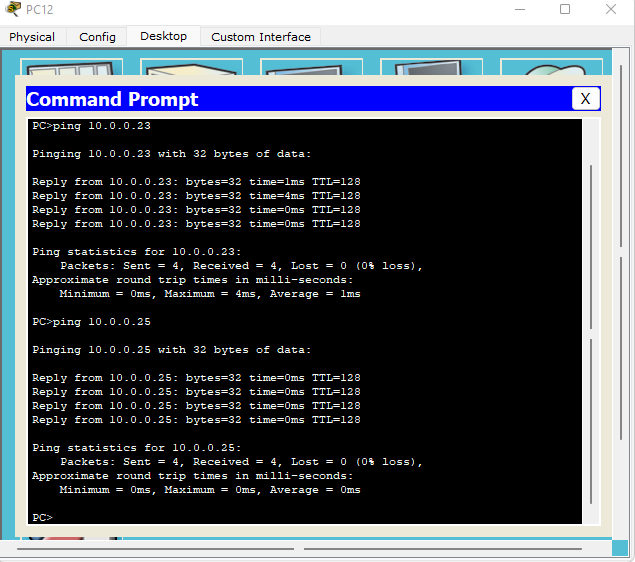 PC12
Physical Config Desktop Custom Interface
Command Prompt X
PC>ping 10.0.0.23
Pinging 10.0.0.23 with 32 bytes of data:
Reply from 10.0.0.23: bytes=32 time=1ms TTL=128
Reply from 10.0.0.23: bytes=32 time=4ms TTL=128
Reply from 10.0.0.23: bytes=32 time=0ms TTL=128
Reply from 10.0.0.23: bytes=32 time=0ms TTL=128
Ping statistics for 10.0.0.23:
Packets: Sent = 4, Received = 4, Lost = 0 (0% loss),
Approximate round trip times in milli-seconds:
Minimum = 0ms, Maximum = 4ms, Average = 1ms
PC>ping 10.0.0.25
Pinging 10.0.0.25 with 32 bytes of data:
Reply from 10.0.0.25: bytes=32 time=0ms TTL=128
Reply from 10.0.0.25: bytes=32 time=0ms TTL=128
Reply from 10.0.0.25: bytes=32 time=0ms TTL=128
Reply from 10.0.0.25: bytes=32 time=0ms TTL=128
Ping statistics for 10.0.0.25:
Packets: Sent = 4, Received = 4, Lost = 0 (0% loss),
Approximate round trip times in milli-seconds:
Minimum = 0ms, Maximum = 0ms, Average = 0ms
PC>